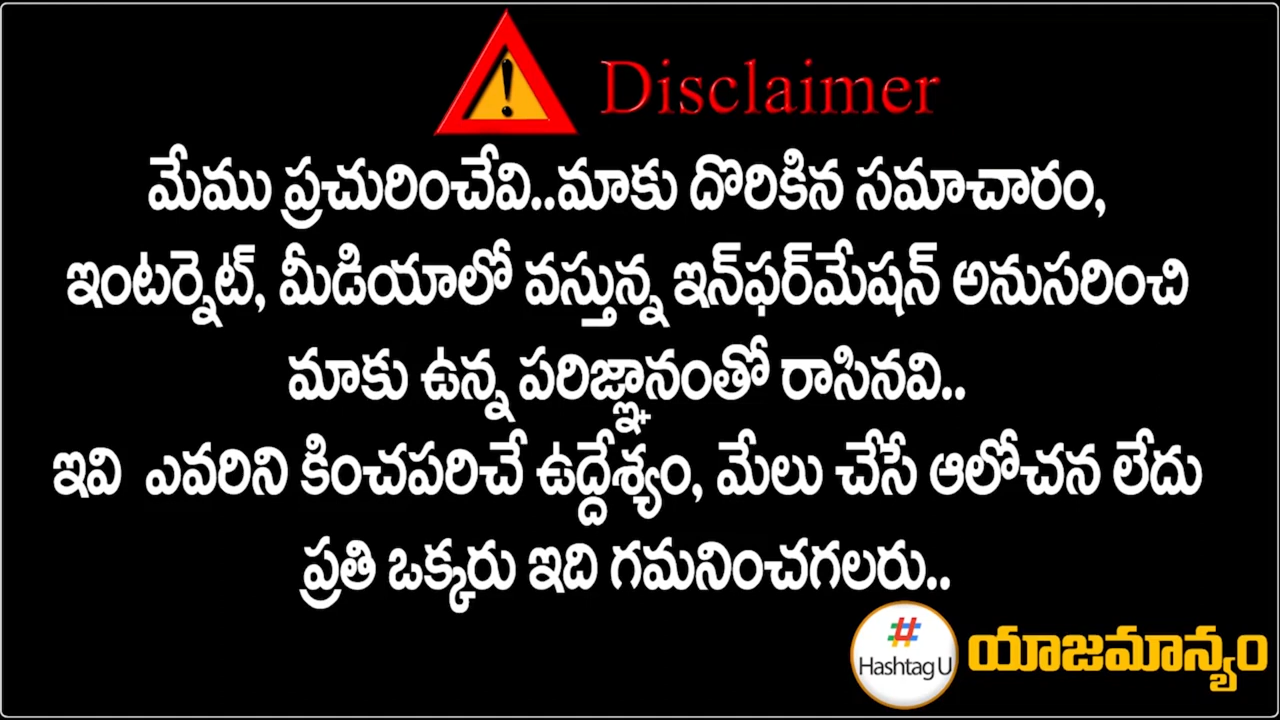 Disclaimer
మేము ప్రచురించేవి..మాకు దొరికిన సమాచారం,
ఇంటర్నెట్, మీడియాలో వస్తున్న ఇన్‌ఫర్‌మేషన్ అనుసరించి
మాకు ఉన్న పరిజ్ఞానంతో రాసినవి..
ఇవి ఎవరిని కించపరిచే ఉద్దేశ్యం, మేలు చేసే ఆలోచన లేదు
ప్రతి ఒక్కరు ఇది గమనించగలరు..
#
Hashtag U
యాజమాన్యం